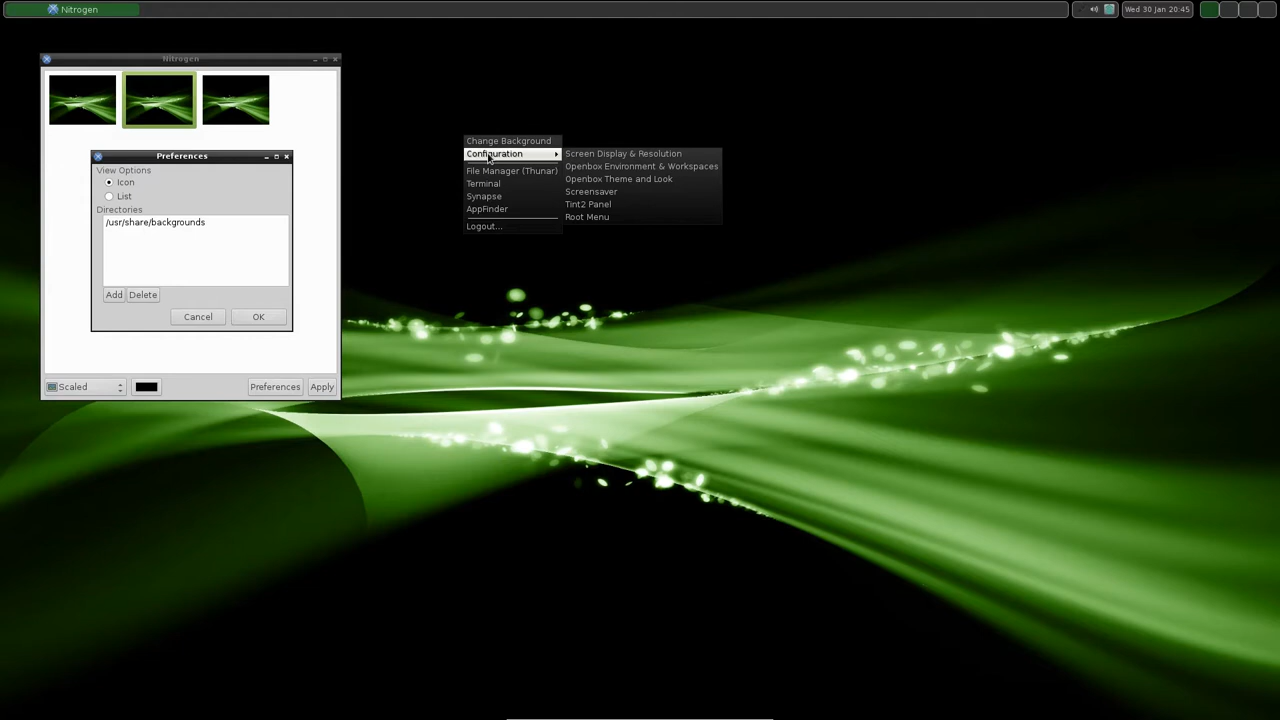 Nitrogen
Wed 30 Jan 20:45
Nitrogen
Preferences
View Options
Icon
List
Directories
/usr/share/backgrounds
Add
Delete
Cancel
OK
Scaled
Preferences
Apply
Change Background
Configuration
File Manager (Thunar)
Terminal
Synapse
AppFinder
Logout...
Screen Display & Resolution
Openbox Environment & Workspaces
Openbox Theme and Look
Screensaver
Tint2 Panel
Root Menu